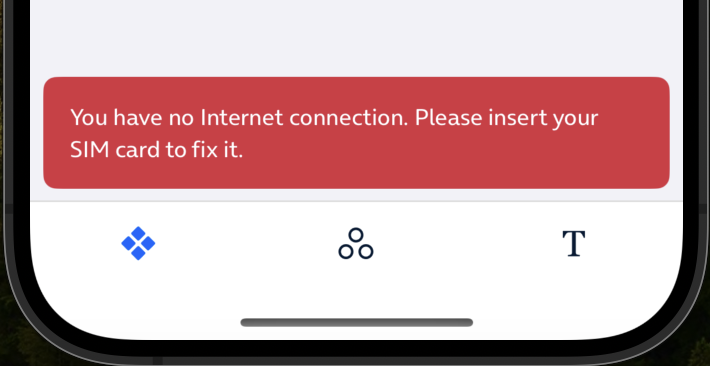 You have no Internet connection. Please insert your
SIM card to fix it.
T